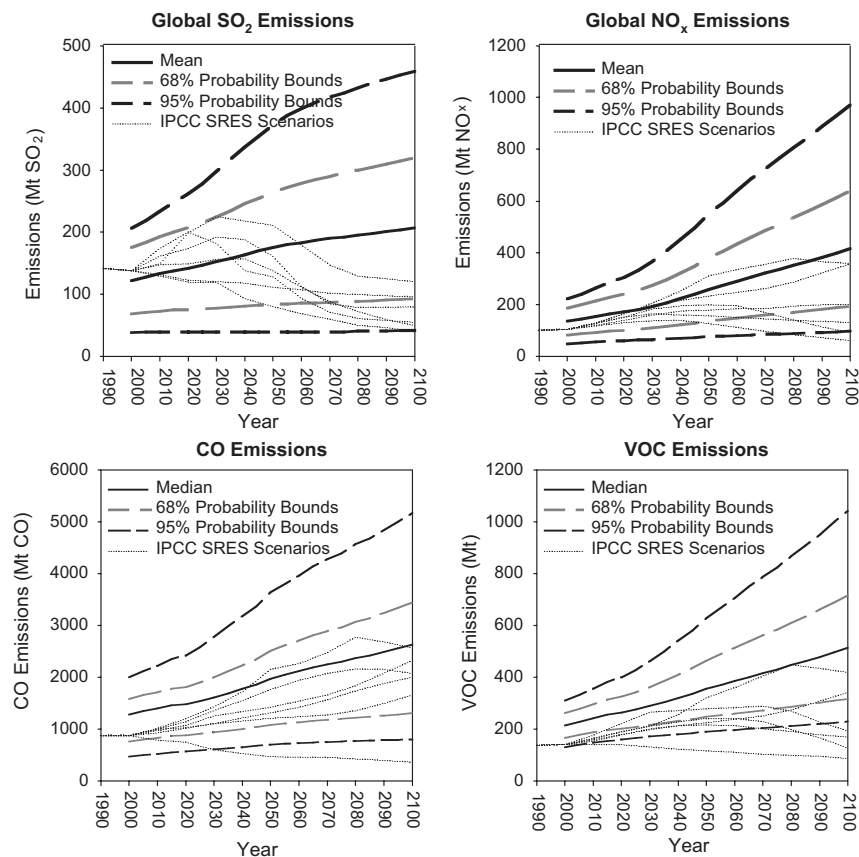 Global SO₂ Emissions
500
400
300
200
100
0
Emissions (Mt SO₂)
Mean
68% Probability Bounds
95% Probability Bounds
IPCC SRES Scenarios
1990
2000
2010
2020
2030
2040
2050
2060
2070
2080
2090
2100
Year
Global NOₓ Emissions
1200
1000
800
600
400
200
0
Emissions (Mt NOˣ)
Mean
68% Probability Bounds
95% Probability Bounds
IPCC SRES Scenarios
1990
2000
2010
2020
2030
2040
2050
2060
2070
2080
2090
2100
Year
CO Emissions
6000
5000
4000
3000
2000
1000
0
CO Emissions (Mt CO)
Median
68% Probability Bounds
95% Probability Bounds
IPCC SRES Scenarios
1990
2000
2010
2020
2030
2040
2050
2060
2070
2080
2090
2100
Year
VOC Emissions
1200
1000
800
600
400
200
0
VOC Emissions (Mt)
Median
68% Probability Bounds
95% Probability Bounds
IPCC SRES Scenarios
1990
2000
2010
2020
2030
2040
2050
2060
2070
2080
2090
2100
Year